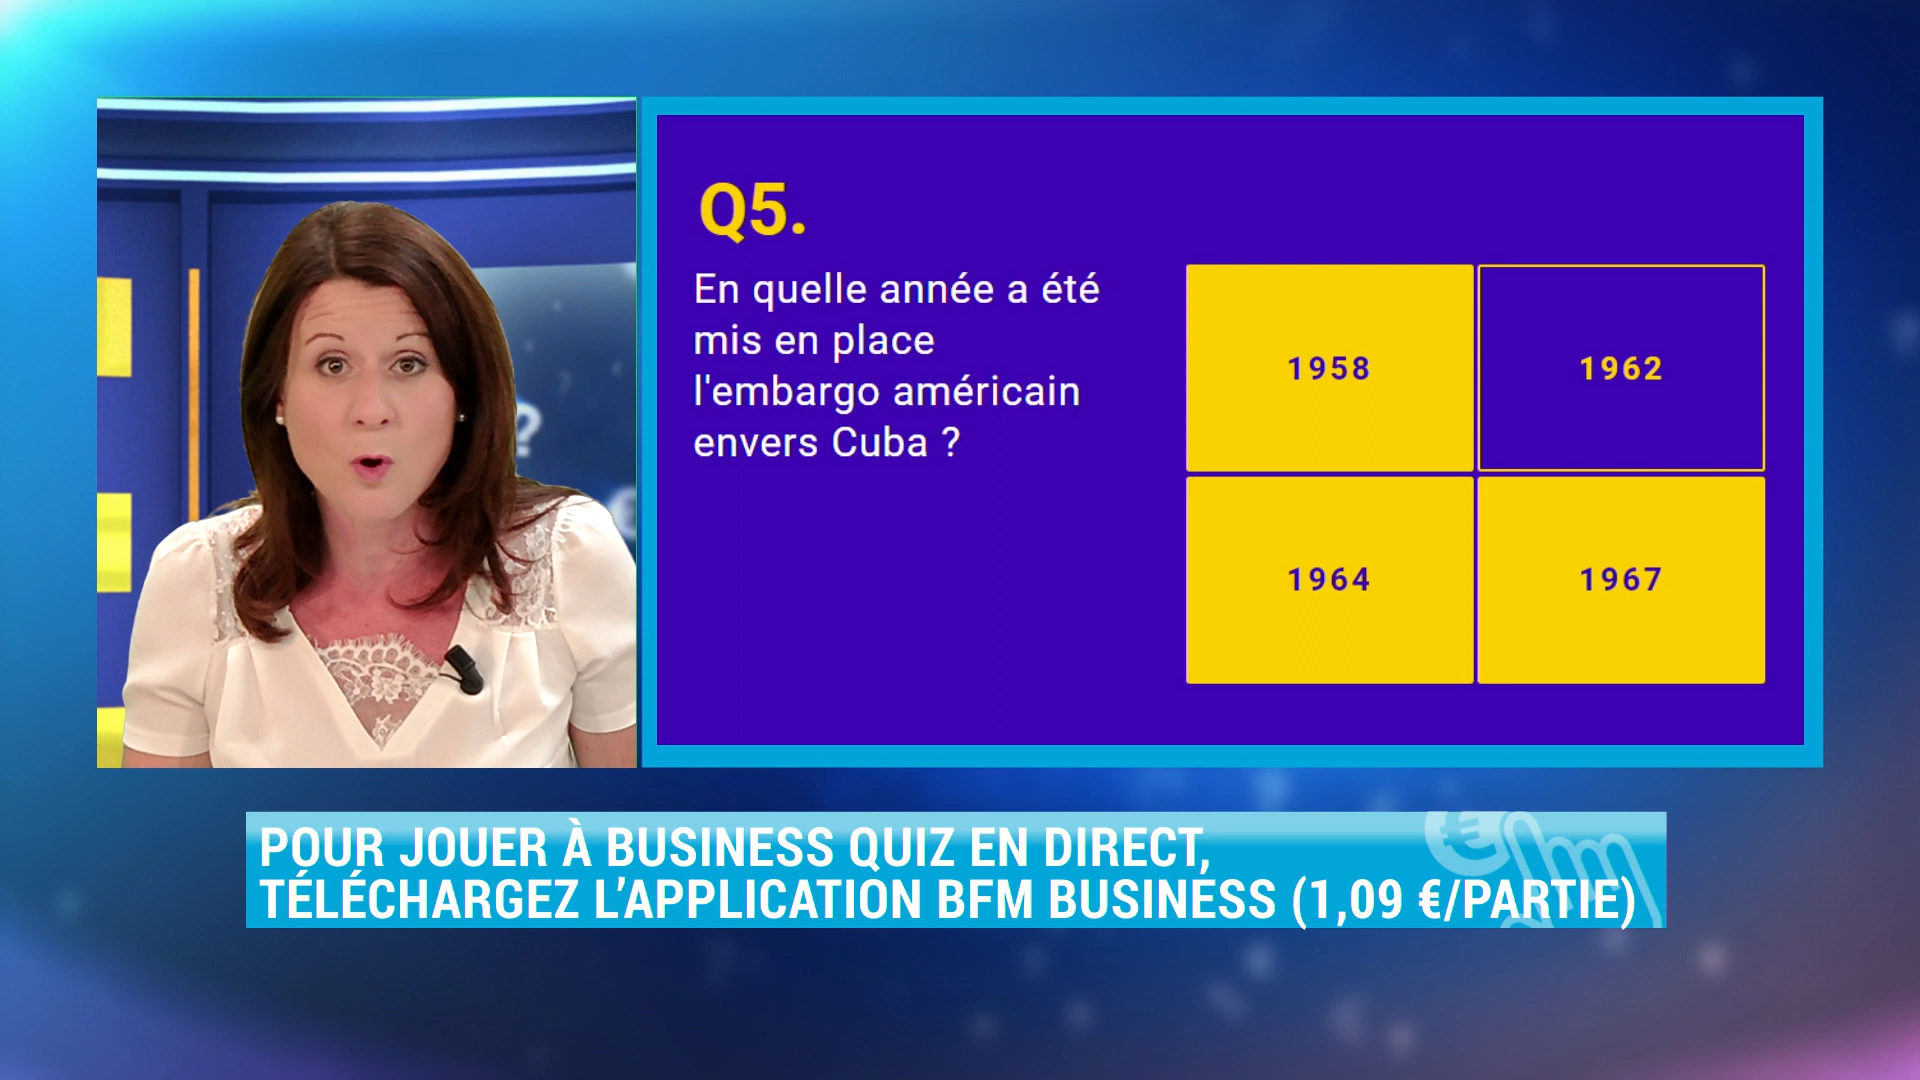 Q5.
En quelle année a été
mis en place
l'embargo américain
envers Cuba ?
1958
1962
1964
1967
?
POUR JOUER À BUSINESS QUIZ EN DIRECT,
TÉLÉCHARGEZ L'APPLICATION BFM BUSINESS (1,09 €/PARTIE)